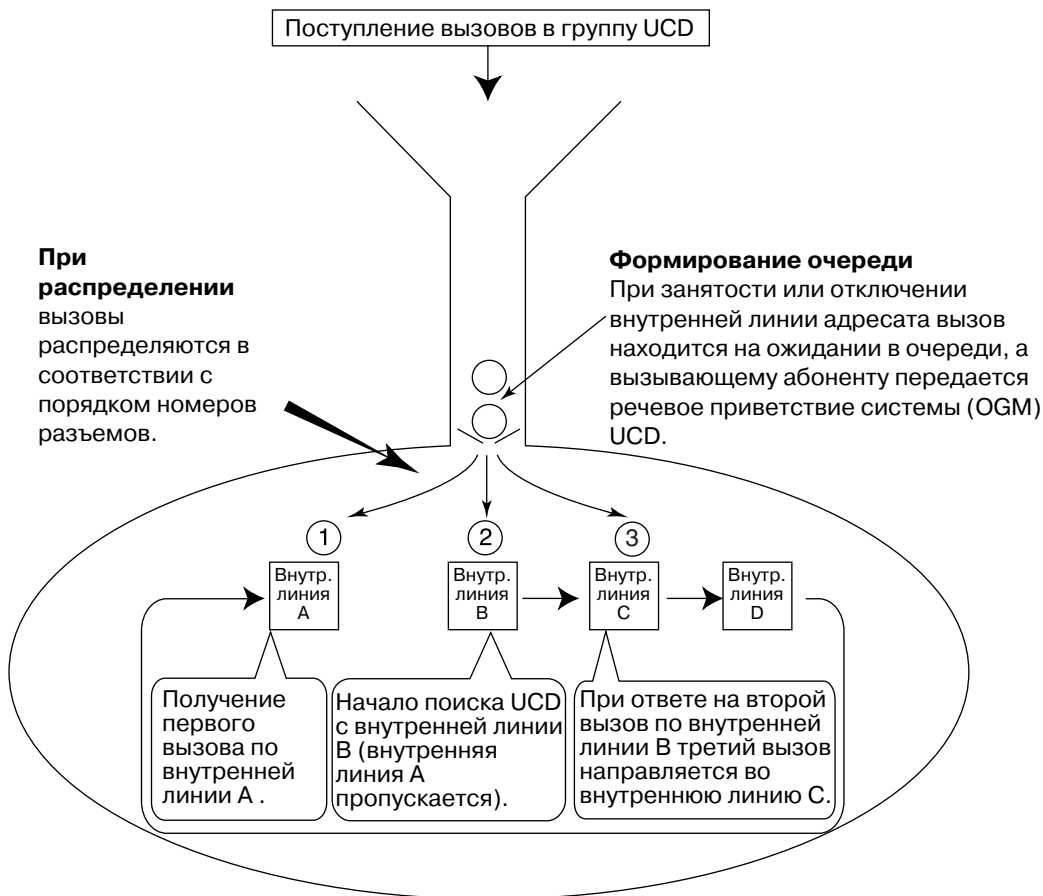 Поступление вызовов в группу UCD
При
распределении
вызовы
распределяются в
соответствии с
порядком номеров
разъемов.
Формирование очереди
При занятости или отключении
внутренней линии адресата вызов
находится на ожидании в очереди, а
вызывающему абоненту передается
речевое приветствие системы (OGM)
UCD.
1
2
3
Внутр.
линия
A
Внутр.
линия
B
Внутр.
линия
C
Внутр.
линия
D
Получение
первого
вызова по
внутренней
линии A .
Начало поиска UCD
с внутренней линии
B (внутренняя
линия A
пропускается).
При ответе на второй
вызов по внутренней
линии B третий вызов
направляется во
внутреннюю линию C.